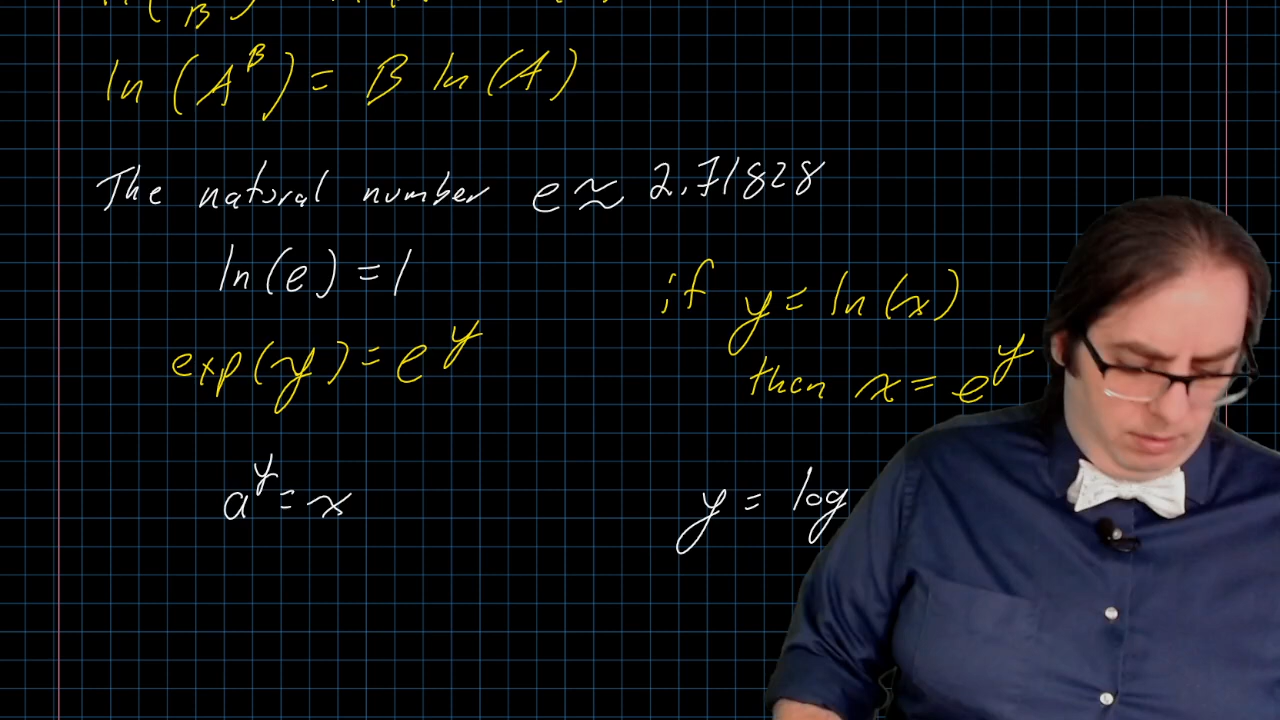 B
ln (A^B) = B ln (A)
The natural number e ≈ 2.71828
ln(e) = 1
if y = ln(x)
exp(y) = e^y
then x = e^y
a^y = x
y = log